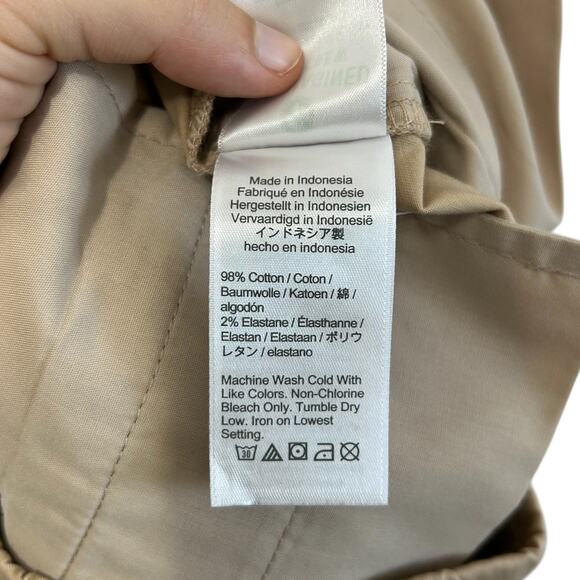 Made in Indonesia
Fabriqué en Indonésie
Hergestellt in Indonesien
Vervaardigd in Indonesië
インドネシア製
hecho en indonesia
98% Cotton / Coton /
Baumwolle / Katoen / 綿 /
algodón
2% Elastane / Élasthanne /
Elastan / Elastaan / ポリウ
レタン / elastano
Machine Wash Cold With
Like Colors. Non-Chlorine
Bleach Only. Tumble Dry
Low. Iron on Lowest
Setting.
30